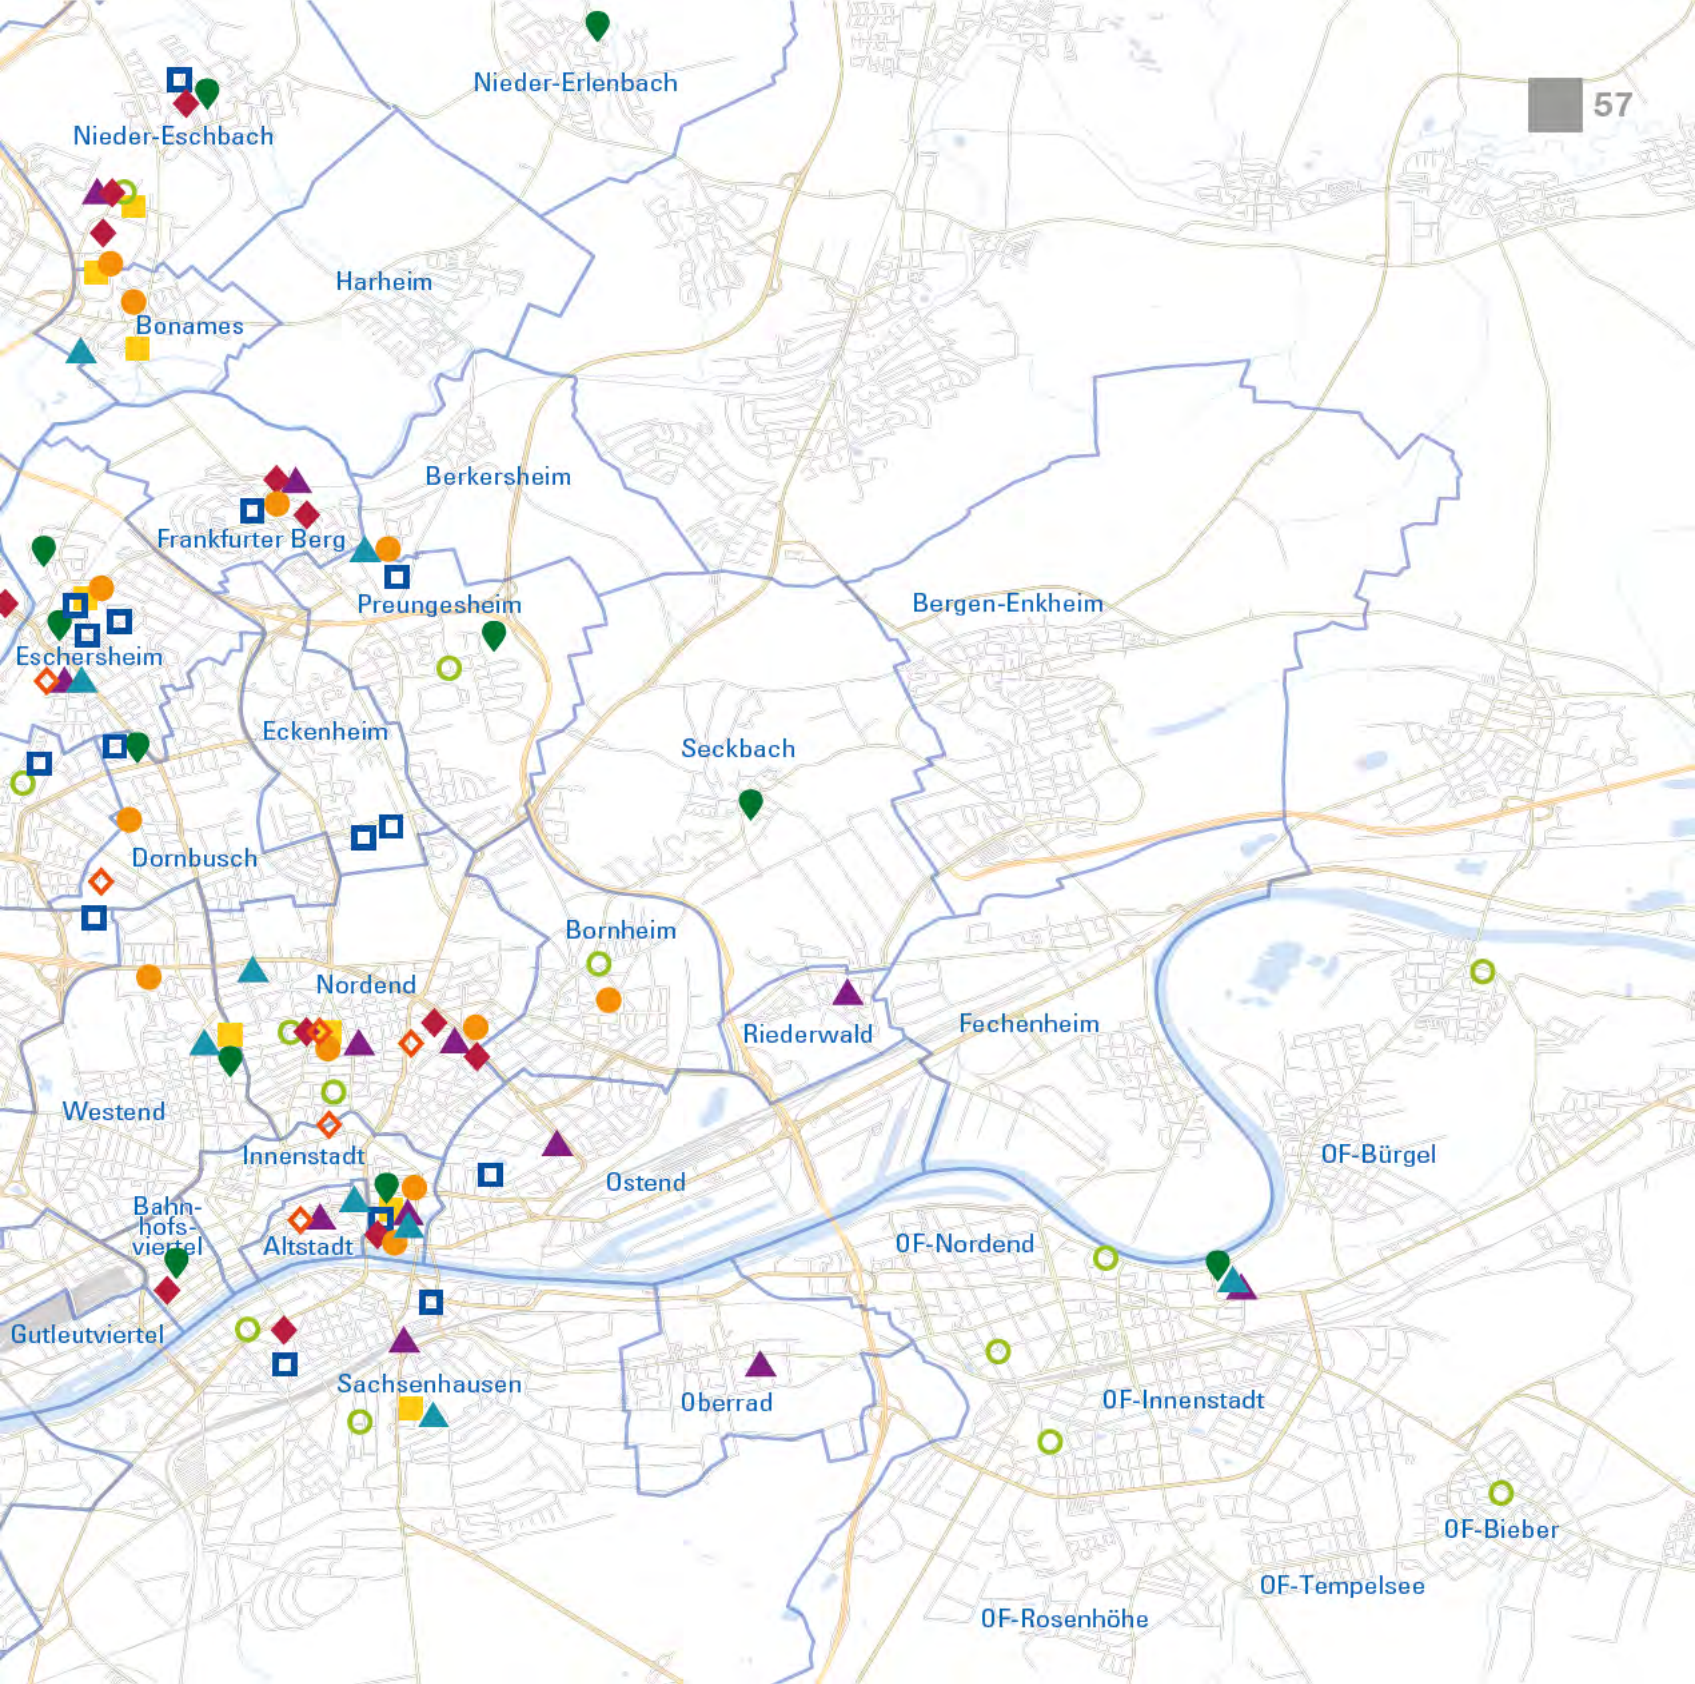 Nieder-Erlenbach
57
Nieder-Eschbach
Harheim
Bonames
Berkersheim
Frankfurter Berg
Preungesheim
Bergen-Enkheim
Eschersheim
Eckenheim
Seckbach
Dornbusch
Bornheim
Nordend
Riederwald
Fechenheim
Westend
Innenstadt
OF-Bürgel
Ostend
Bahn-
hofs-
viertel
Altstadt
OF-Nordend
Gutleutviertel
Sachsenhausen
Oberrad
OF-Innenstadt
OF-Bieber
OF-Tempelsee
OF-Rosenhöhe